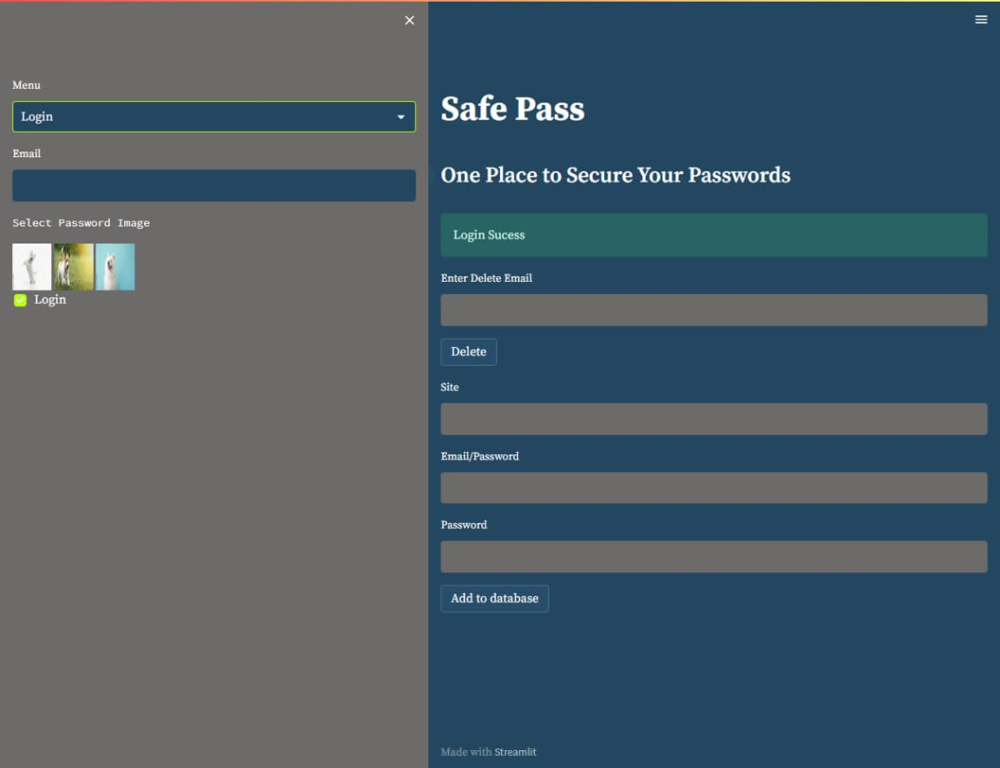 Menu
Login
Email
Select Password Image
Login
Safe Pass
One Place to Secure Your Passwords
Login Sucess
Enter Delete Email
Delete
Site
Email/Password
Password
Add to database
Made with Streamlit